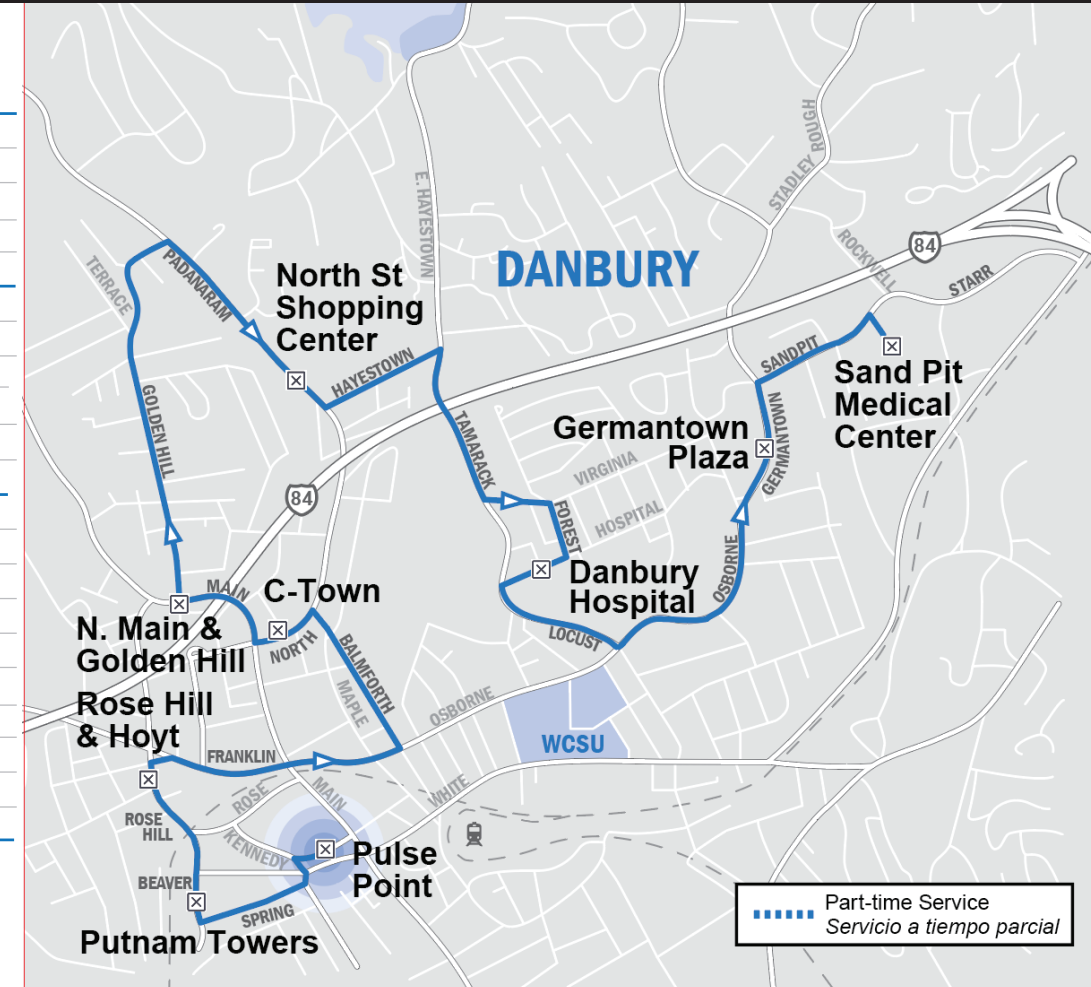 STADLEY ROUGH
E. HAYESTOWN
ROCKWELL
84
STARR
DANBURY
TERRACE
PADANARAM
North St
Shopping
Center
HAYESTOWN
SANDPIT
Sand Pit
Medical
Center
GOLDEN HILL
TAMARACK
Germantown
Plaza
GERMANTOWN
VIRGINIA
84
FOREST
HOSPITAL
Danbury
Hospital
OSBORNE
MAIN
C-Town
N. Main &
Golden Hill
NORTH
BALMFORTH
LOCUST
MAPLE
OSBORNE
Rose Hill
& Hoyt
WCSU
FRANKLIN
ROSE
MAIN
WHITE
ROSE
HILL
KENNEDY
Pulse
Point
BEAVER
SPRING
Putnam Towers
Part-time Service
Servicio a tiempo parcial